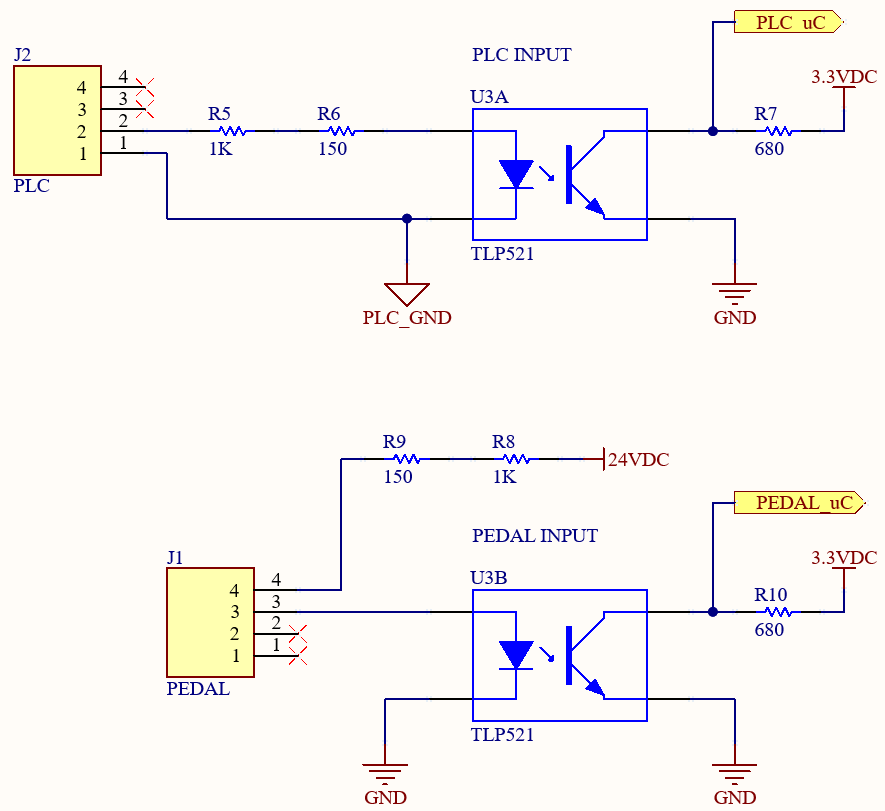 PLC_uC
J2
PLC INPUT
3.3VDC
4 4
3 3
2 2
1 1
PLC
R5
1K
R6
150
U3A
TLP521
R7
680
PLC_GND
GND
R9
150
R8
1K
24VDC
PEDAL_uC
PEDAL INPUT
3.3VDC
J1
4 4
3 3
2 2
1 1
PEDAL
U3B
TLP521
R10
680
GND
GND